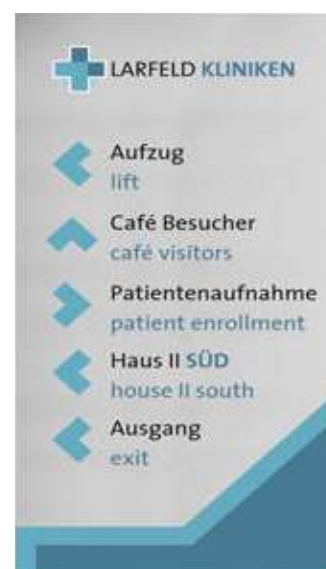 LARFELD KLINIKEN
Aufzug
lift
Café Besucher
café visitors
Patientenaufnahme
patient enrollment
Haus II SÜD
house II south
Ausgang
exit